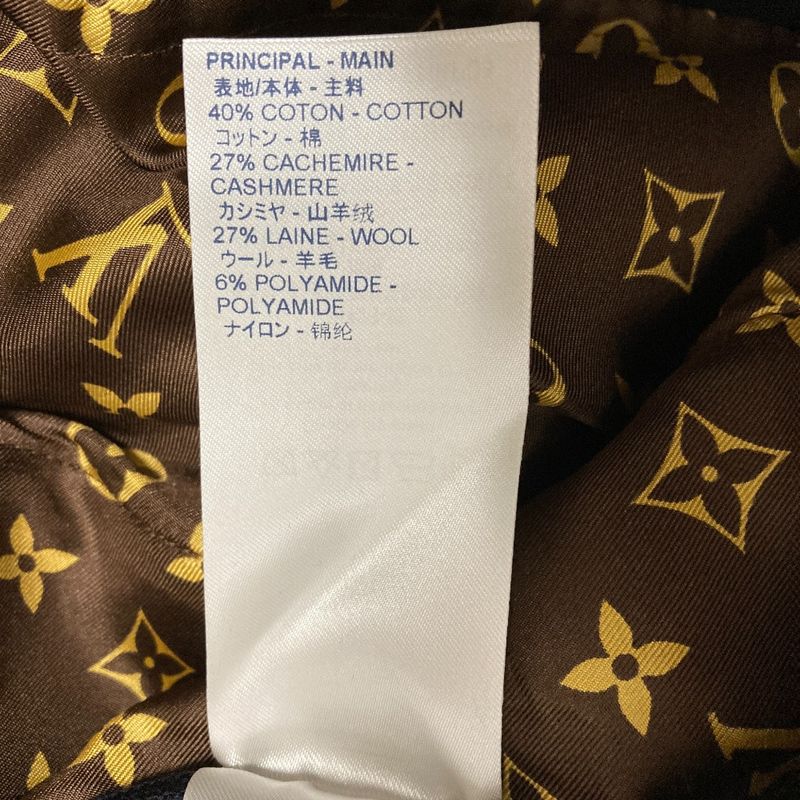 PRINCIPAL - MAIN
表地/本体 - 主料
40% COTON - COTTON
コットン - 棉
27% CACHEMIRE -
CASHMERE
カシミヤ - 山羊绒
27% LAINE - WOOL
ウール - 羊毛
6% POLYAMIDE -
POLYAMIDE
ナイロン - 锦纶